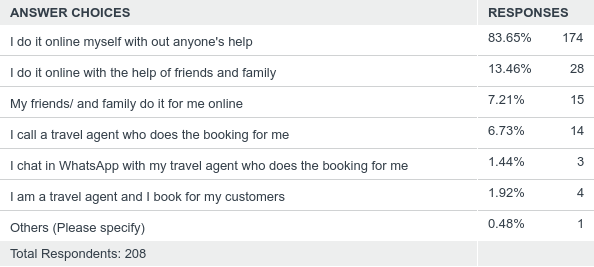 ANSWER CHOICES RESPONSES
I do it online myself with out anyone's help 83.65% 174
I do it online with the help of friends and family 13.46% 28
My friends/ and family do it for me online 7.21% 15
I call a travel agent who does the booking for me 6.73% 14
I chat in WhatsApp with my travel agent who does the booking for me 1.44% 3
I am a travel agent and I book for my customers 1.92% 4
Others (Please specify) 0.48% 1
Total Respondents: 208